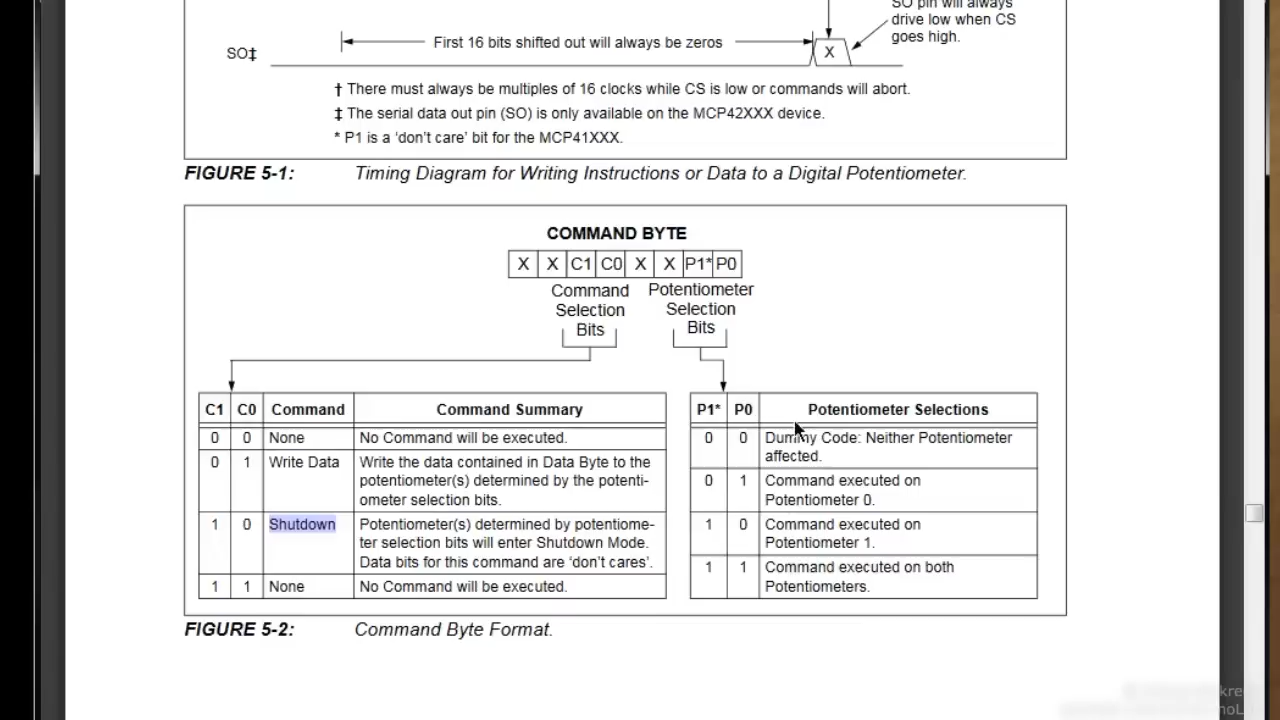 SO pin will always
drive low when CS
goes high.
First 16 bits shifted out will always be zeros
SO‡
X
† There must always be multiples of 16 clocks while CS is low or commands will abort.
‡ The serial data out pin (SO) is only available on the MCP42XXX device.
* P1 is a ‘don’t care’ bit for the MCP41XXX.
FIGURE 5-1: Timing Diagram for Writing Instructions or Data to a Digital Potentiometer.
COMMAND BYTE
X X C1 C0 X X P1* P0
Command
Selection
Bits
Potentiometer
Selection
Bits
C1 C0 Command Command Summary
0 0 None No Command will be executed.
0 1 Write Data Write the data contained in Data Byte to the
potentiometer(s) determined by the potenti-
ometer selection bits.
1 0 Shutdown Potentiometer(s) determined by potentiome-
ter selection bits will enter Shutdown Mode.
Data bits for this command are ‘don’t cares’.
1 1 None No Command will be executed.
P1* P0 Potentiometer Selections
0 0 Dummy Code: Neither Potentiometer
affected.
0 1 Command executed on
Potentiometer 0.
1 0 Command executed on
Potentiometer 1.
1 1 Command executed on both
Potentiometers.
FIGURE 5-2: Command Byte Format.